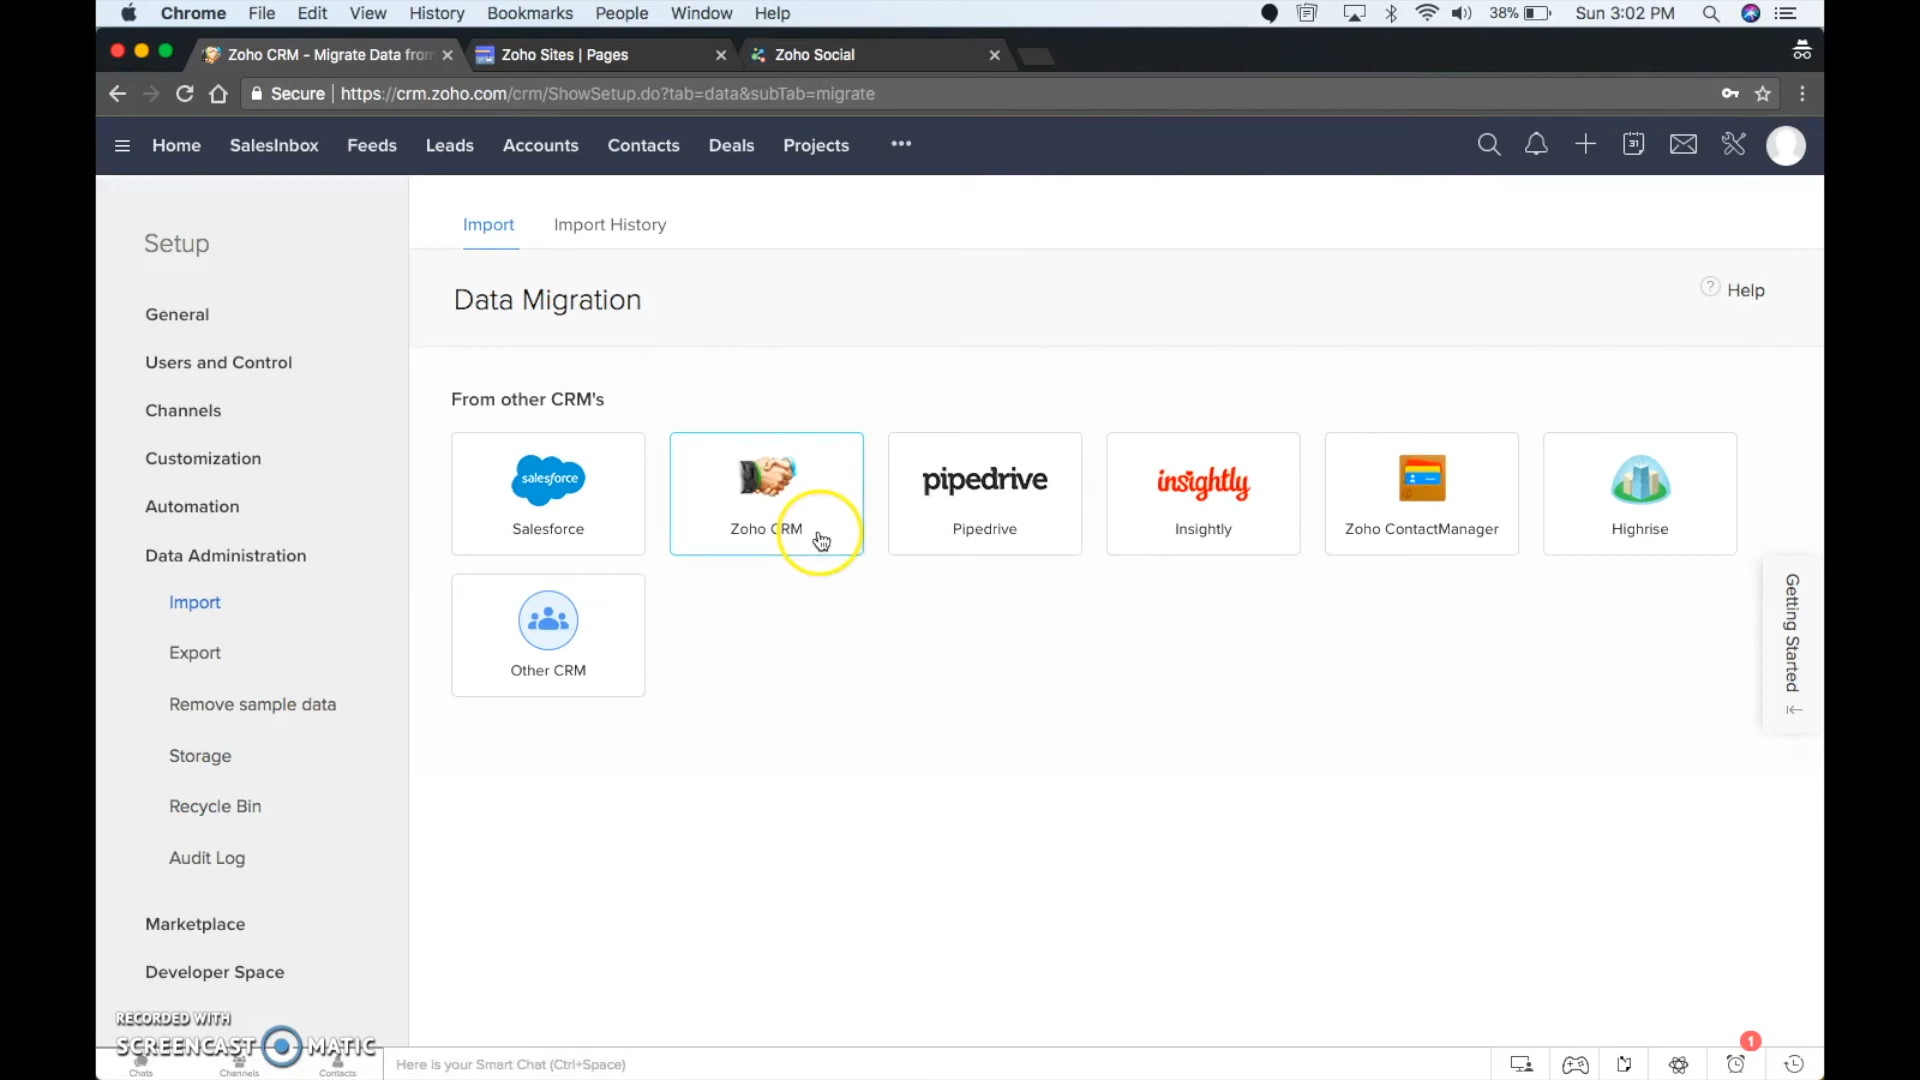 Chrome File Edit View History Bookmarks People Window Help 38% Sun 3:02 PM
Zoho CRM - Migrate Data from Zoho Sites | Pages Zoho Social
Secure https://crm.zoho.com/crm/ShowSetup.do?tab=data&subTab=migrate
Home SalesInbox Feeds Leads Accounts Contacts Deals Projects ••• 31
Import Import History
Setup
Data Migration
? Help
General
Users and Control
Channels
Customization
Automation
Data Administration
Import
Export
Remove sample data
Storage
Recycle Bin
Audit Log
Marketplace
Developer Space
From other CRM's
salesforce
Salesforce
Zoho CRM
pipedrive
Pipedrive
insightly
Insightly
Zoho ContactManager
Highrise
Other CRM
Getting Started
RECORDED WITH
SCREENCAST MATIC
Chats Channels Contacts
Here is your Smart Chat (Ctrl+Space)
1